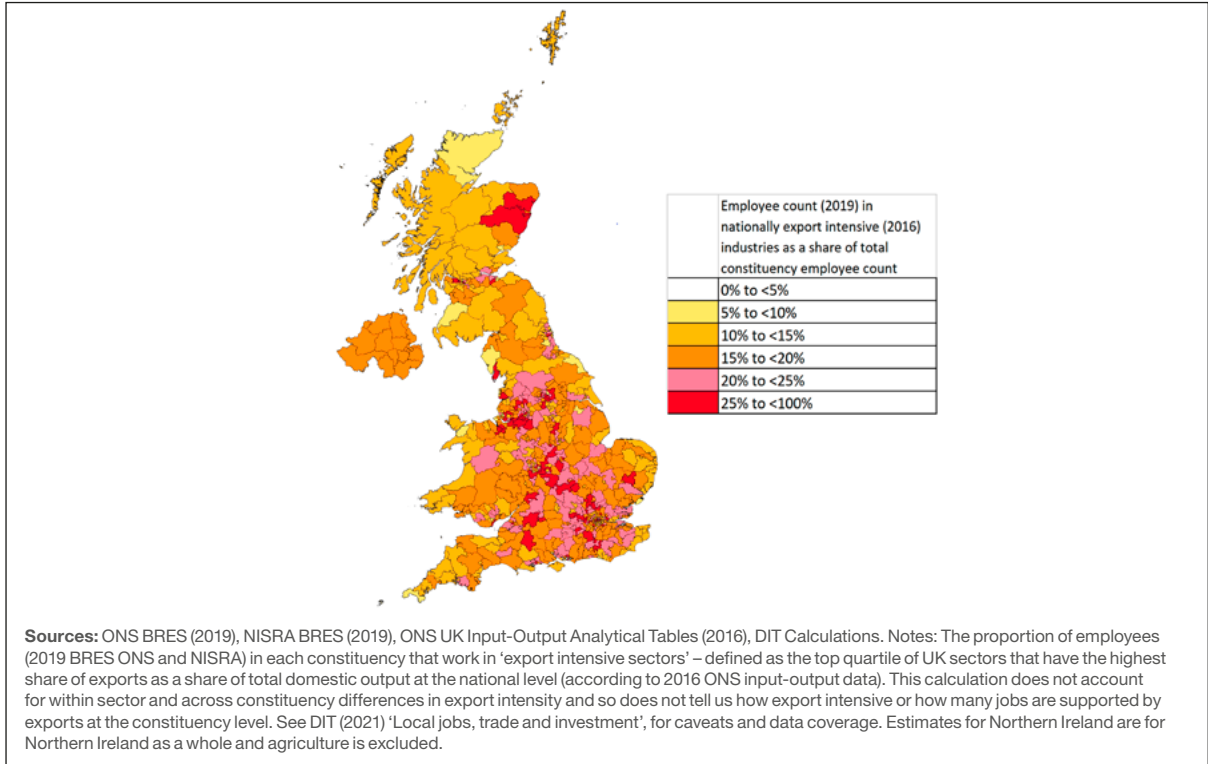 Employee count (2019) in
nationally export intensive (2016)
industries as a share of total
constituency employee count
0% to <5%
5% to <10%
10% to <15%
15% to <20%
20% to <25%
25% to <100%
Sources: ONS BRES (2019), NISRA BRES (2019), ONS UK Input-Output Analytical Tables (2016), DIT Calculations. Notes: The proportion of employees
(2019 BRES ONS and NISRA) in each constituency that work in ‘export intensive sectors’ – defined as the top quartile of UK sectors that have the highest
share of exports as a share of total domestic output at the national level (according to 2016 ONS input-output data). This calculation does not account
for within sector and across constituency differences in export intensity and so does not tell us how export intensive or how many jobs are supported by
exports at the constituency level. See DIT (2021) ‘Local jobs, trade and investment’, for caveats and data coverage. Estimates for Northern Ireland are for
Northern Ireland as a whole and agriculture is excluded.